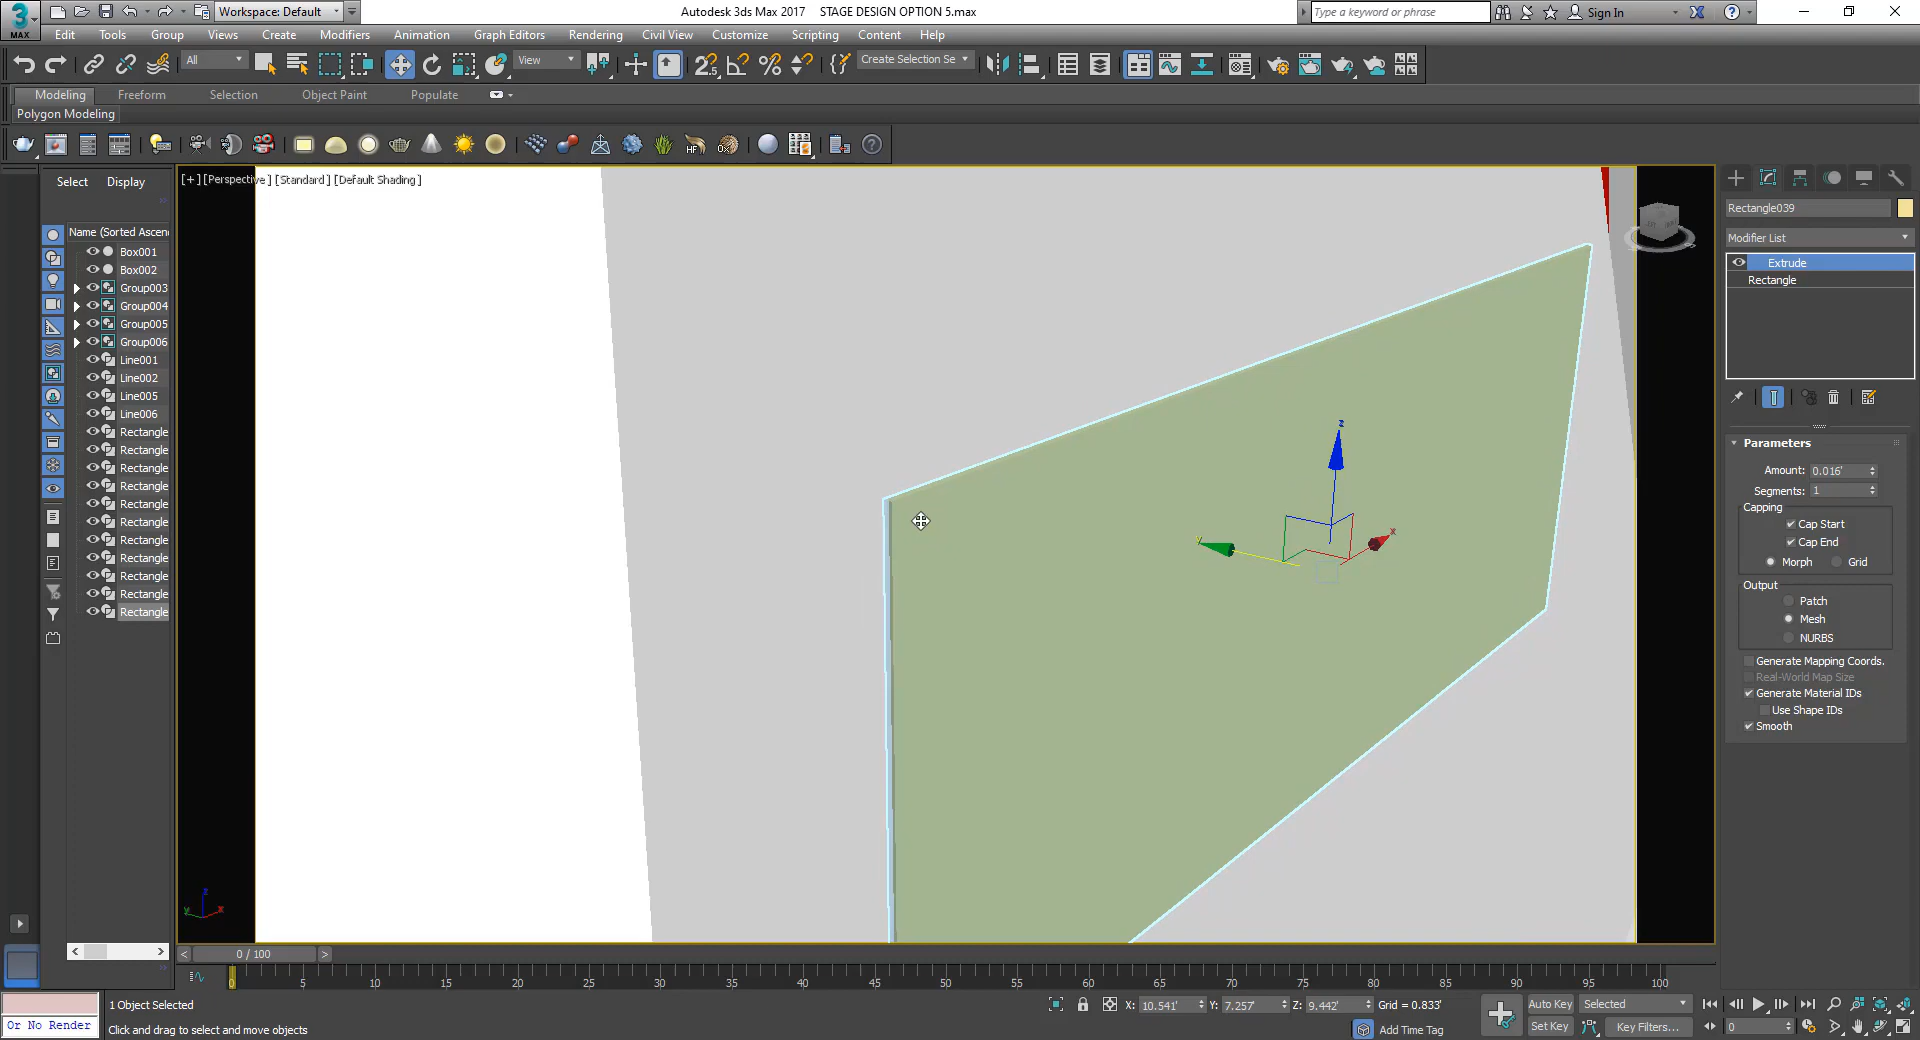 Workspace: Default
Autodesk 3ds Max 2017    STAGE DESIGN OPTION 5.max
Type a keyword or phrase
Sign In
3
MAX
Edit Tools Group Views Create Modifiers Animation Graph Editors Rendering Civil View Customize Scripting Content Help
All
View
Create Selection Se
Modeling Freeform Selection Object Paint Populate
Polygon Modeling
HF
Select Display
[+] [Perspective] [Standard] [Default Shading]
Name (Sorted Ascen
Box001
Box002
Group003
Group004
Group005
Group006
Line001
Line002
Line005
Line006
Rectangle
Rectangle
Rectangle
Rectangle
Rectangle
Rectangle
Rectangle
Rectangle
Rectangle
Rectangle
Rectangle
z
y
x
z
y
x
Rectangle039
Modifier List
Extrude
Rectangle
Parameters
Amount: 0.016'
Segments: 1
Capping
Cap Start
Cap End
Morph Grid
Output
Patch
Mesh
NURBS
Generate Mapping Coords.
Real-World Map Size
Generate Material IDs
Use Shape IDs
Smooth
< 0 / 100 >
0 5 10 15 20 25 30 35 40 45 50 55 60 65 70 75 80 85 90 95 100
1 Object Selected
X: 10.541' Y: 7.257' Z: 9.442' Grid = 0.833'
Auto Key Selected
Or No Render
Click and drag to select and move objects
Add Time Tag
Set Key Key Filters...
0